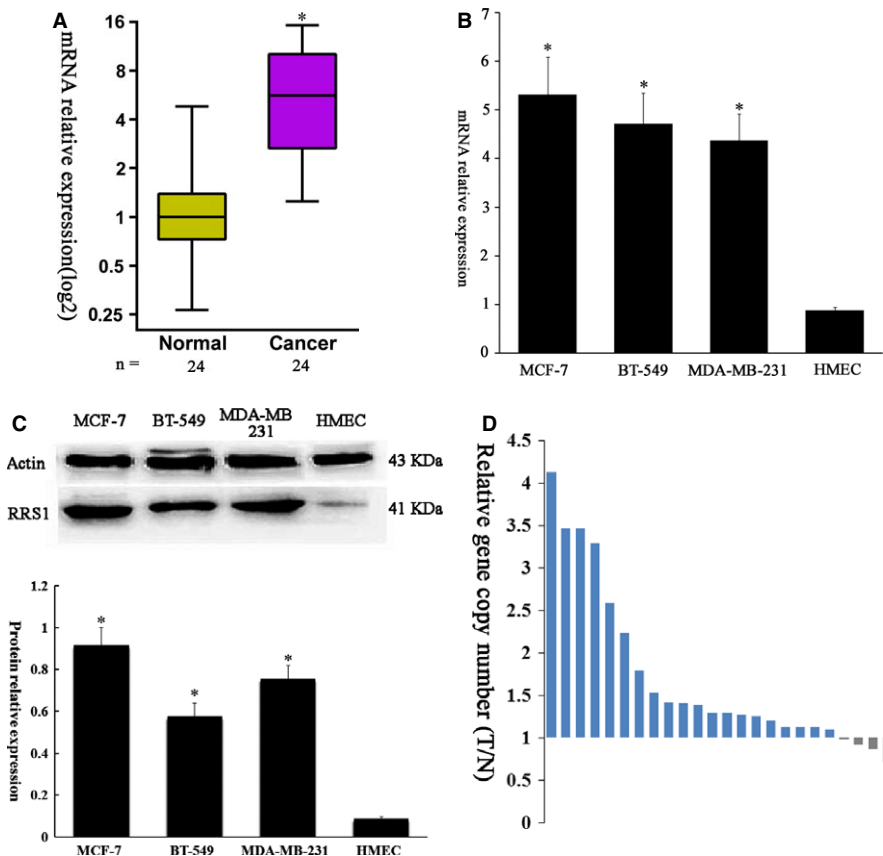 A
mRNA relative expression(log2)
16
8
4
2
1
0.5
0.25
*
Normal Cancer
n = 24 24
B
mRNA relative expression
7
6
5
4
3
2
1
0
* * *
MCF-7 BT-549 MDA-MB-231 HMEC
C
MCF-7 BT-549 MDA-MB 231 HMEC
Actin 43 KDa
RRS1 41 KDa
Protein relative expression
1.2
1
0.8
0.6
0.4
0.2
0
* * *
MCF-7 BT-549 MDA-MB-231 HMEC
D
Relative gene copy number (T/N)
4.5
4
3.5
3
2.5
2
1.5
1
0.5
0